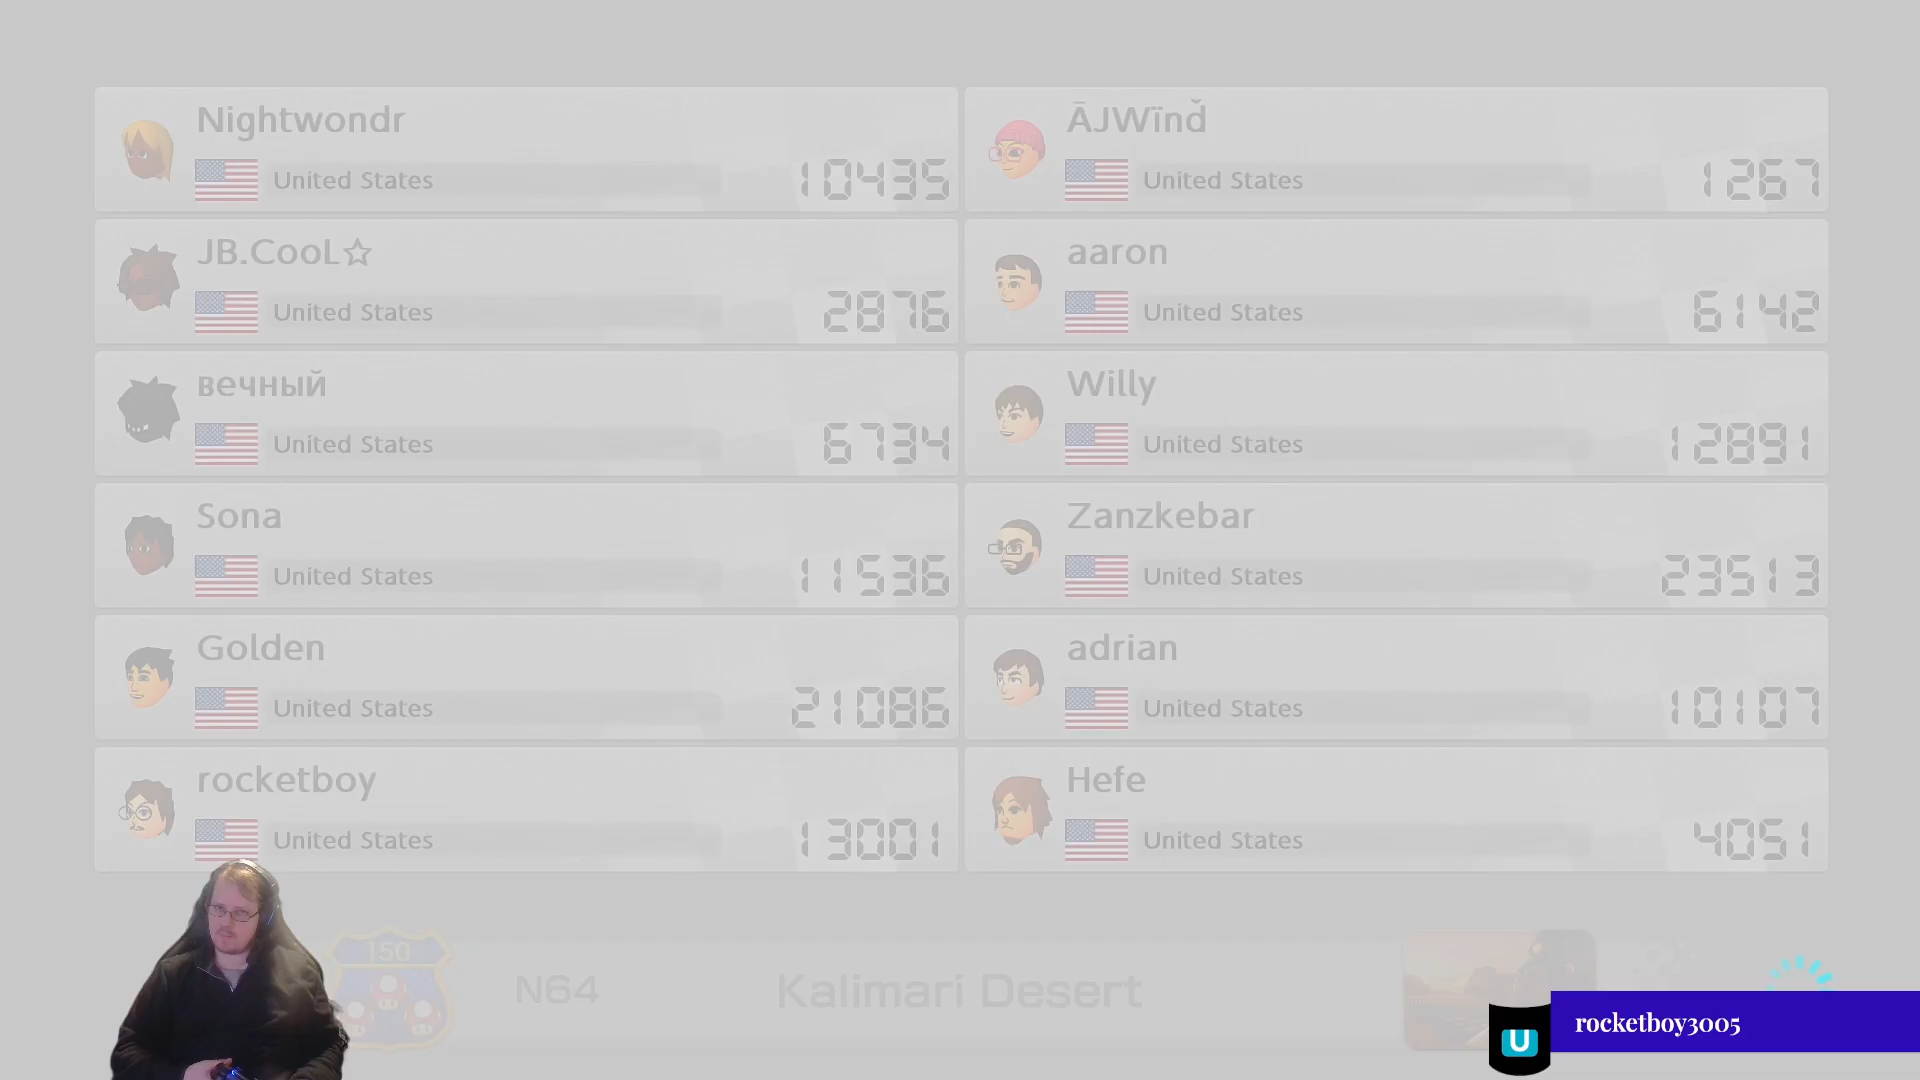 Nightwondr
United States
10435
ĀJWïnď
United States
1267
JB.CooL☆
United States
2876
aaron
United States
6142
вечный
United States
6734
Willy
United States
12891
Sona
United States
11536
Zanzkebar
United States
23513
Golden
United States
21086
adrian
United States
10107
rocketboy
United States
13001
Hefe
United States
4051
150
N64
Kalimari Desert
U
rocketboy3005